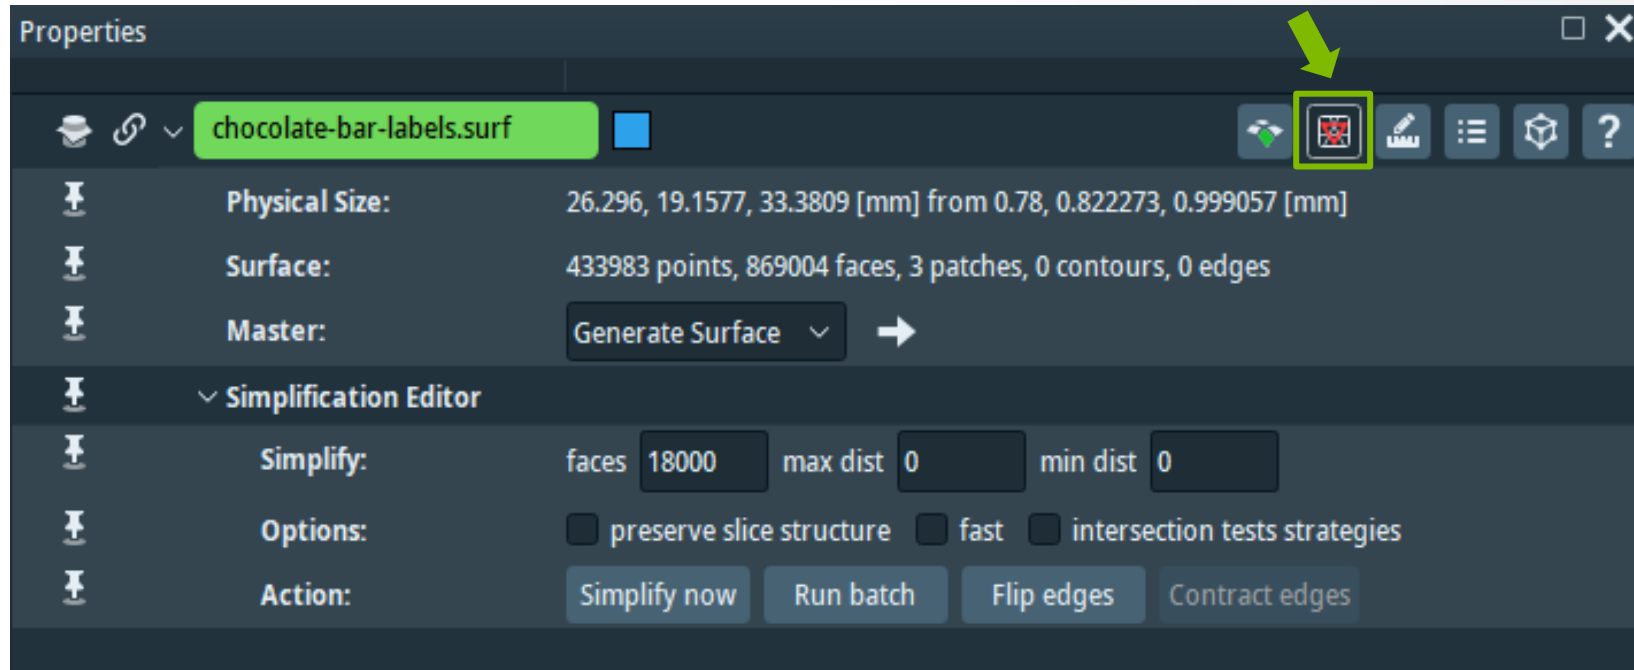 Properties
chocolate-bar-labels.surf ?
Physical Size: 26.296, 19.1577, 33.3809 [mm] from 0.78, 0.822273, 0.999057 [mm]
Surface: 433983 points, 869004 faces, 3 patches, 0 contours, 0 edges
Master: Generate Surface
Simplification Editor
Simplify: faces 18000 max dist 0 min dist 0
Options: preserve slice structure fast intersection tests strategies
Action: Simplify now Run batch Flip edges Contract edges